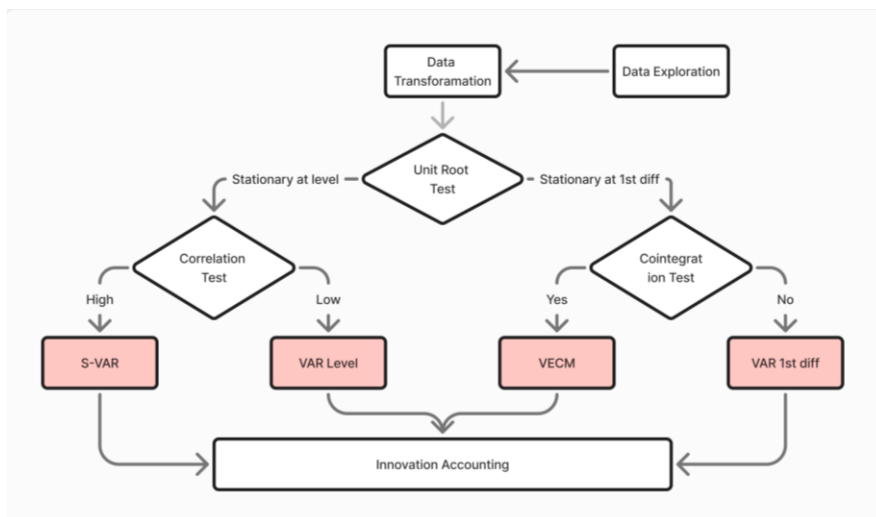 Data
Transforamation
Data Exploration
Unit Root
Test
Stationary at level
Stationary at 1st diff
Correlation
Test
Cointegrat
ion Test
High
Low
Yes
No
S-VAR
VAR Level
VECM
VAR 1st diff
Innovation Accounting